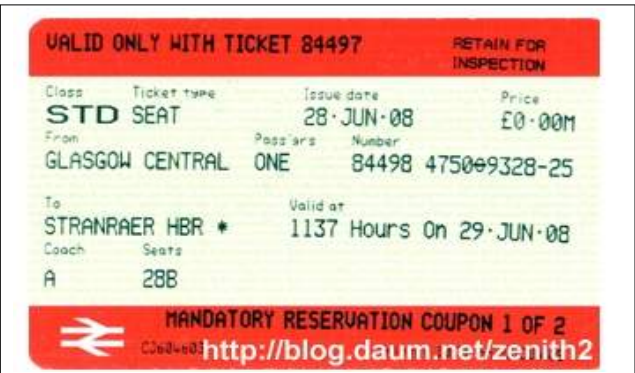 VALID ONLY WITH TICKET 84497 RETAIN FOR
INSPECTION
Class Ticket type Issue date Price
STD SEAT 28·JUN·08 £0·00M
From Pass'grs Number
GLASGOW CENTRAL ONE 84498 4750 9328-25
To Valid at
STRANRAER HBR * 1137 Hours On 29·JUN·08
Coach Seats
A 28B
MANDATORY RESERVATION COUPON 1 OF 2
http://blog.daum.net/zenith2